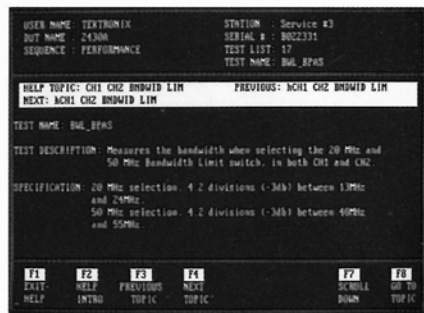 USER NAME: TEKTRONIX STATION : Service #3
DUT NAME : 2430A SERIAL # : B022331
SEQUENCE : PERFORMANCE TEST LIST: 17
TEST NAME: BWL_BPAS
HELP TOPIC: CH1 CH2 BNDWID LIM PREVIOUS: hCH1 CH2 BNDWID LIM
NEXT: hCH1 CH2 BNDWID LIM
TEST NAME: BWL_BPAS
TEST DESCRIPTION: Measures the bandwidth when selecting the 20 MHz and
50 MHz Bandwidth Limit switch, in both CH1 and CH2.
SPECIFICATION: 20 MHz selection. 4.2 divisions (-3db) between 13MHz
and 24MHz.
50 MHz selection. 4.2 divisions (-3db) between 40MHz
and 55MHz.
F1 F2 F3 F4 F7 F8
EXIT HELP PREVIOUS NEXT SCROLL GO TO
HELP INTRO TOPIC TOPIC DOWN TOPIC